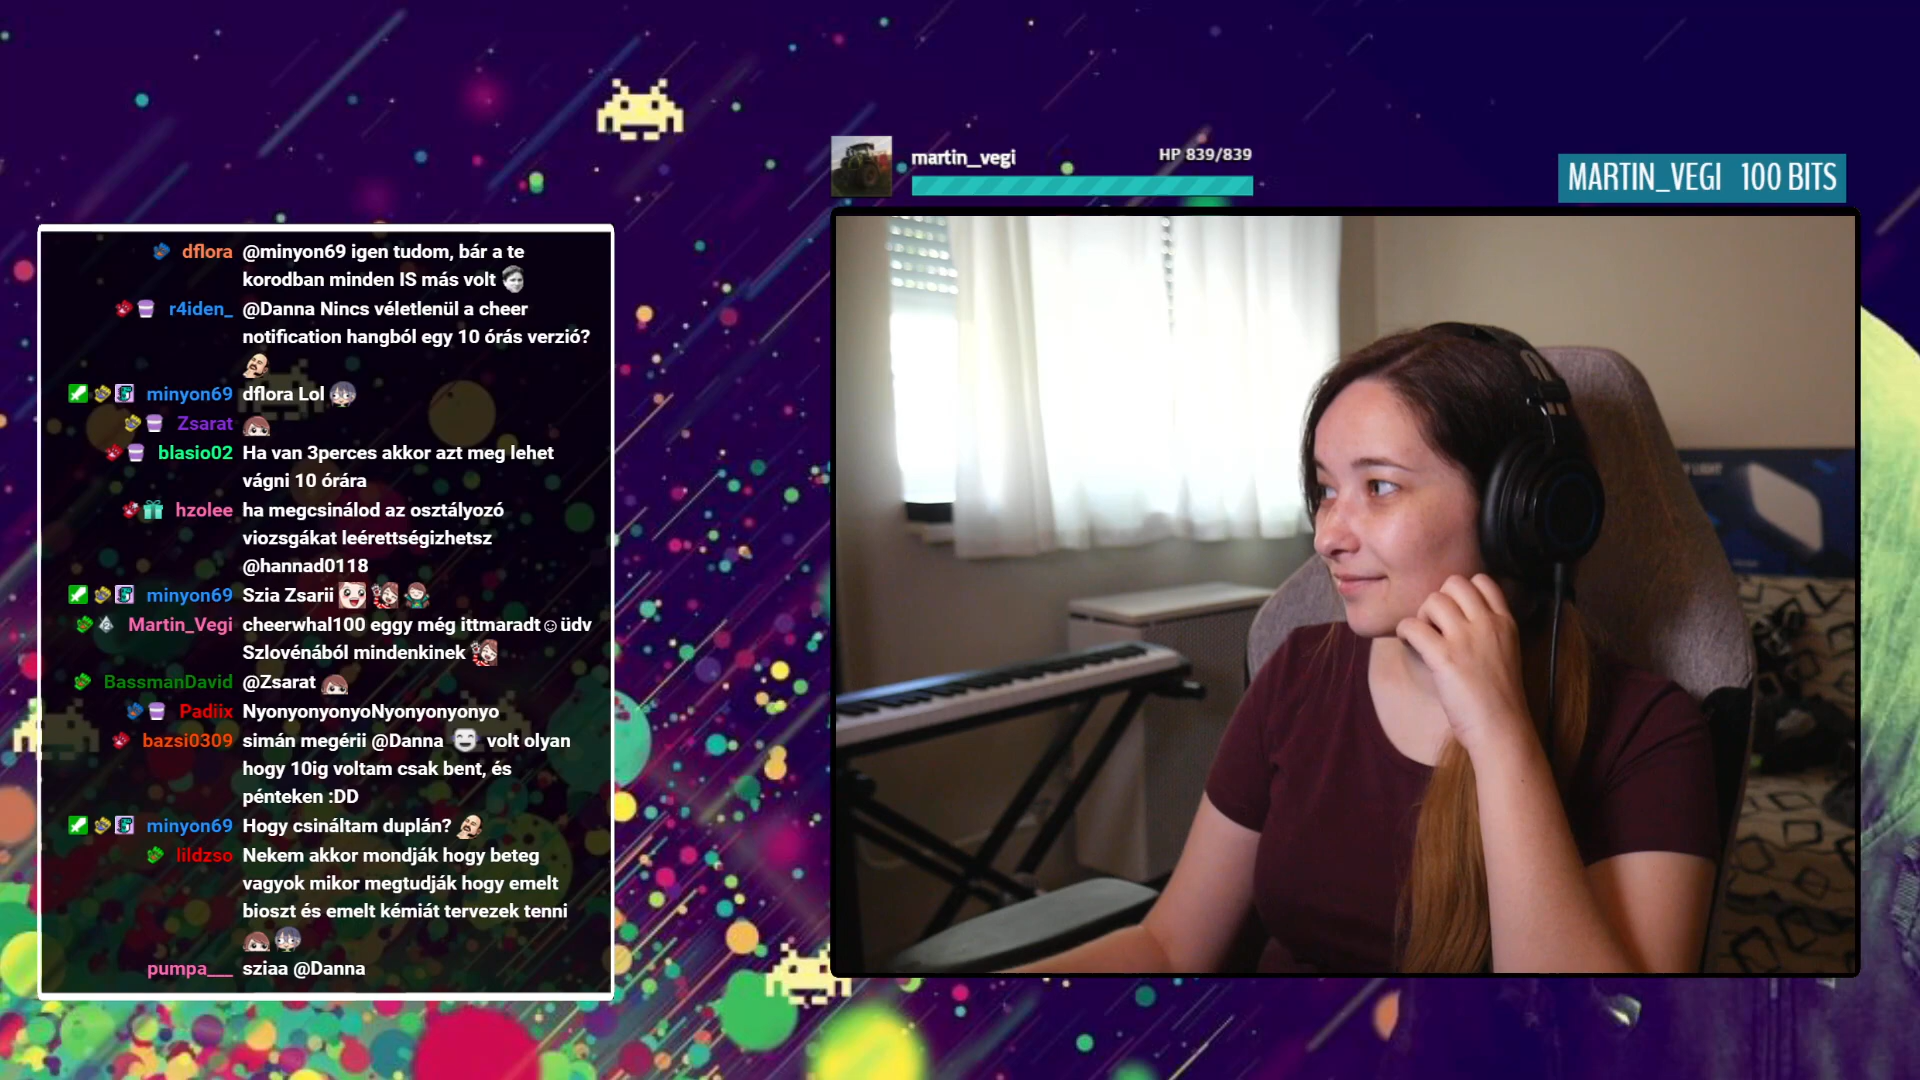 martin_vegi HP 839/839
MARTIN_VEGI 100 BITS
dflora @minyon69 igen tudom, bár a te
korodban minden IS más volt
r4iden_ @Danna Nincs véletlenül a cheer
notification hangból egy 10 órás verzió?
minyon69 dflora Lol
Zsarat
blasio02 Ha van 3perces akkor azt meg lehet
vágni 10 órára
hzolee ha megcsinálod az osztályozó
viozsgákat leérettségizhetsz
@hannad0118
minyon69 Szia Zsarii
Martin_Vegi cheerwhal100 eggy még ittmaradt☺üdv
Szlovénából mindenkinek
BassmanDavid @Zsarat
Padiix NyonyonyonyoNyonyonyonyo
bazsi0309 simán megérii @Danna volt olyan
hogy 10ig voltam csak bent, és
pénteken :DD
minyon69 Hogy csináltam duplán?
lildzso Nekem akkor mondják hogy beteg
vagyok mikor megtudják hogy emelt
bioszt és emelt kémiát tervezek tenni
pumpa___ sziaa @Danna